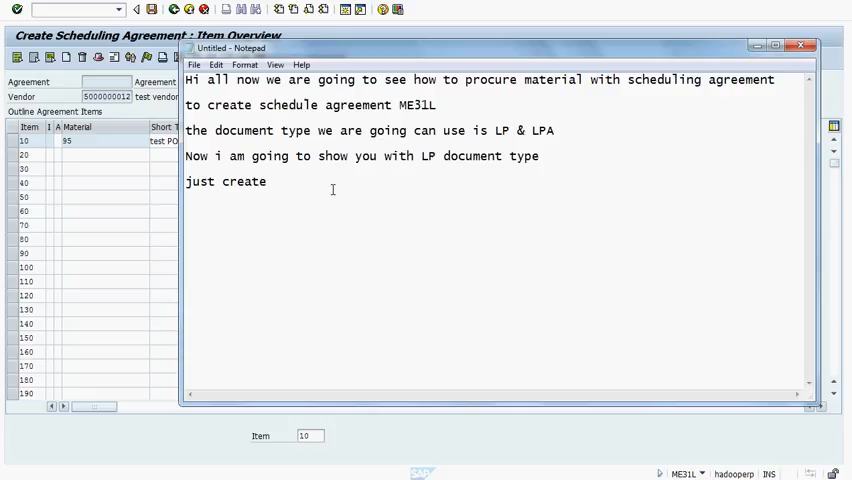 Create Scheduling Agreement : Item Overview
Untitled - Notepad
File Edit Format View Help
Hi all now we are going to see how to procure material with scheduling agreement
to create schedule agreement ME31L
the document type we are going can use is LP & LPA
Now i am going to show you with LP document type
just create
Agreement Agreement
Vendor 5000000012 test vendor
Outline Agreement Items
Item I A Material Short T
10 95 test PO
20
30
40
50
60
70
80
90
100
110
120
130
140
150
160
170
180
190
Item 10
SAP
ME31L hadooperp INS